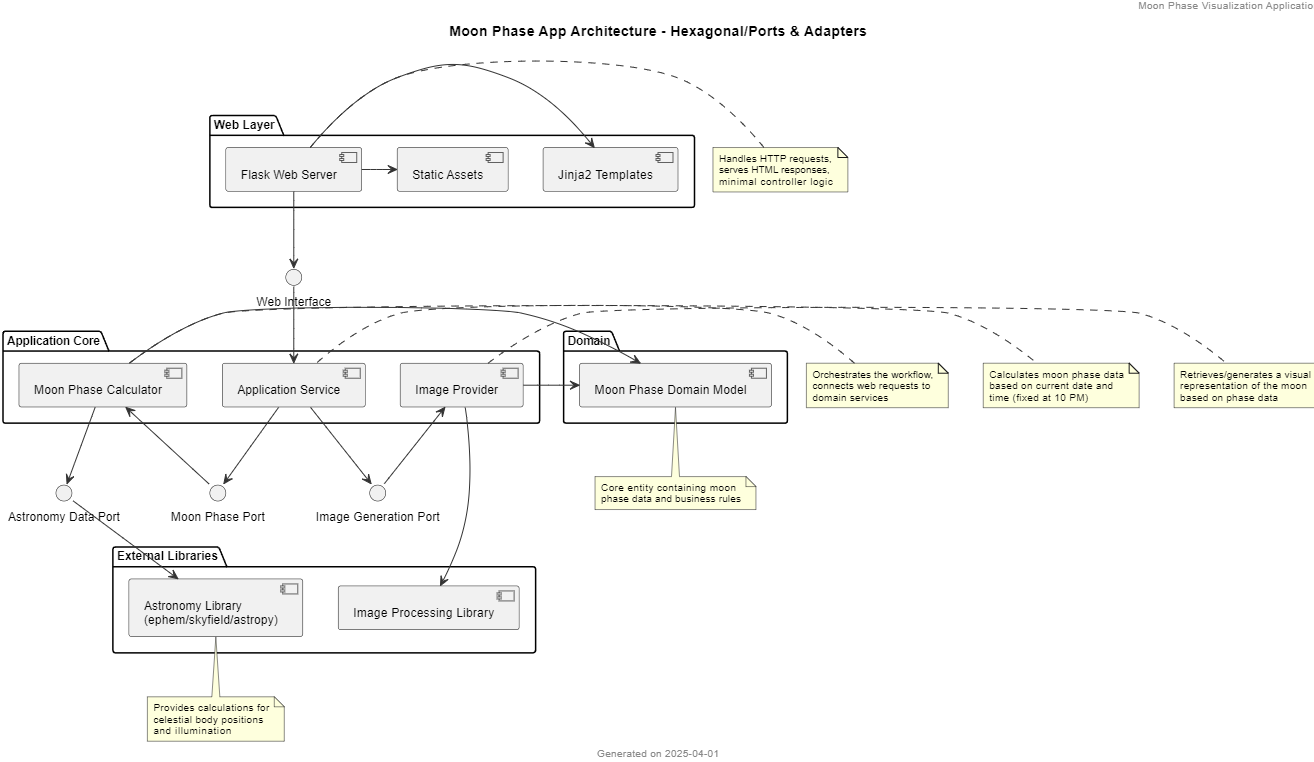 Moon Phase Visualization Applicatio
Moon Phase App Architecture - Hexagonal/Ports & Adapters
Web Layer
Flask Web Server
Static Assets
Jinja2 Templates
Handles HTTP requests,
serves HTML responses,
minimal controller logic
Web Interface
Application Core
Moon Phase Calculator
Application Service
Image Provider
Domain
Moon Phase Domain Model
Orchestrates the workflow,
connects web requests to
domain services
Calculates moon phase data
based on current date and
time (fixed at 10 PM)
Retrieves/generates a visual
representation of the moon
based on phase data
Core entity containing moon
phase data and business rules
Astronomy Data Port
Moon Phase Port
Image Generation Port
External Libraries
Astronomy Library
(ephem/skyfield/astropy)
Image Processing Library
Provides calculations for
celestial body positions
and illumination
Generated on 2025-04-01